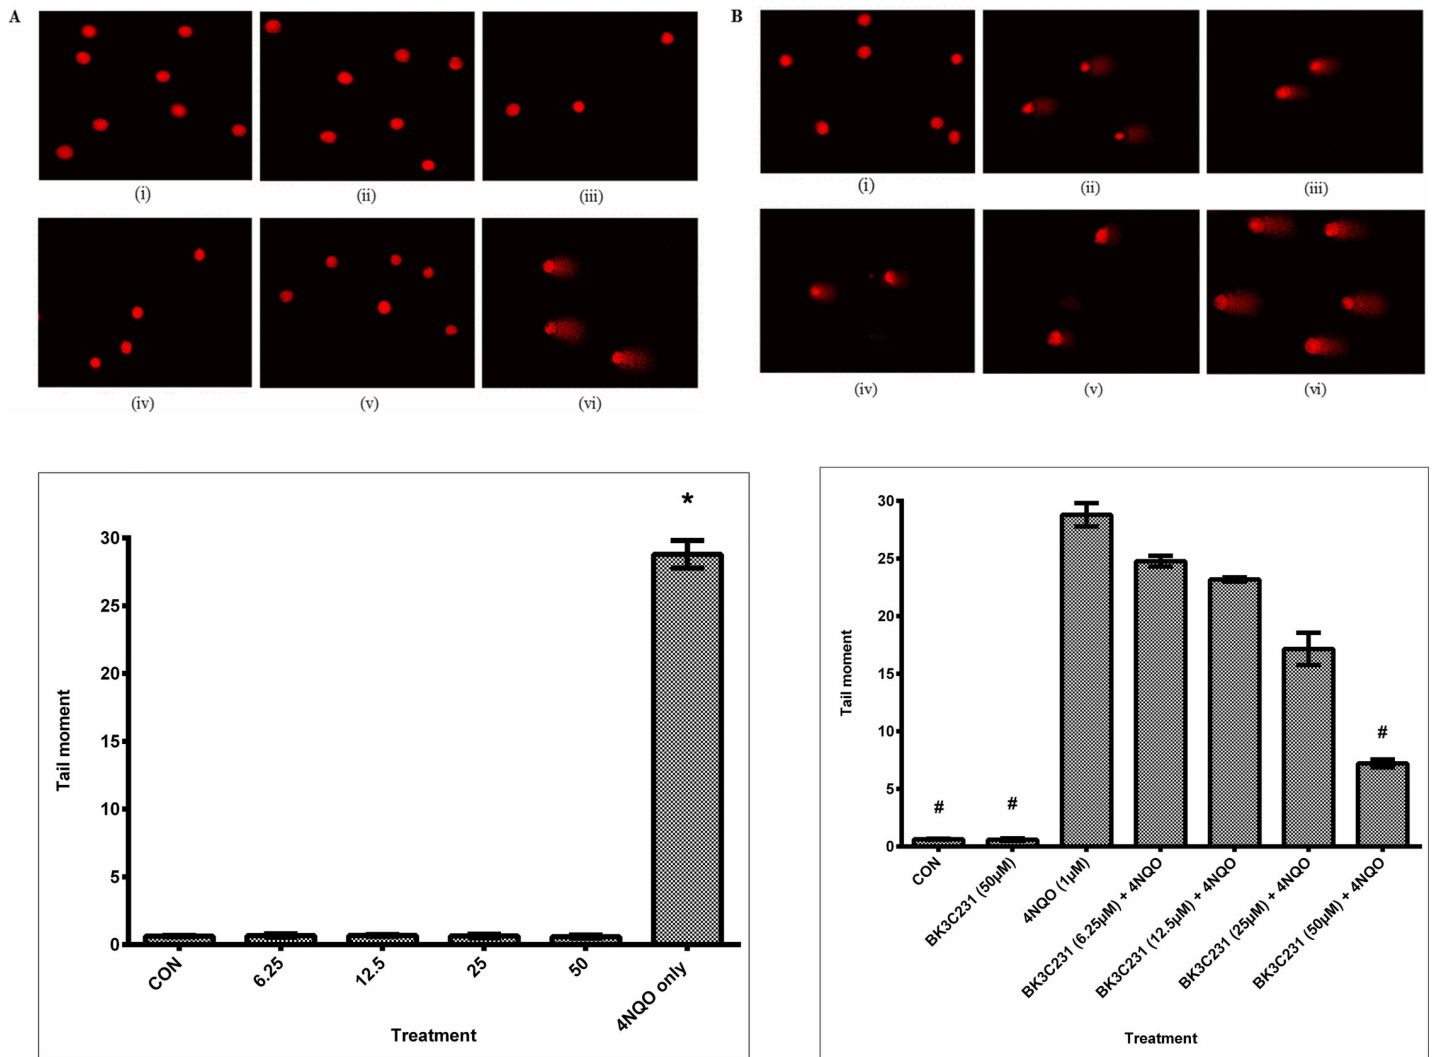 A
B
(i)
(ii)
(iii)
(i)
(ii)
(iii)
(iv)
(v)
(vi)
(iv)
(v)
(vi)
*
30
25
20
15
10
5
0
Tail moment
CON
6.25
12.5
25
50
4NQO only
Treatment
30
25
20
15
10
5
0
Tail moment
#
#
#
CON
BK3C231 (50µM)
4NQO (1µM)
BK3C231 (6.25µM) + 4NQO
BK3C231 (12.5µM) + 4NQO
BK3C231 (25µM) + 4NQO
BK3C231 (50µM) + 4NQO
Treatment